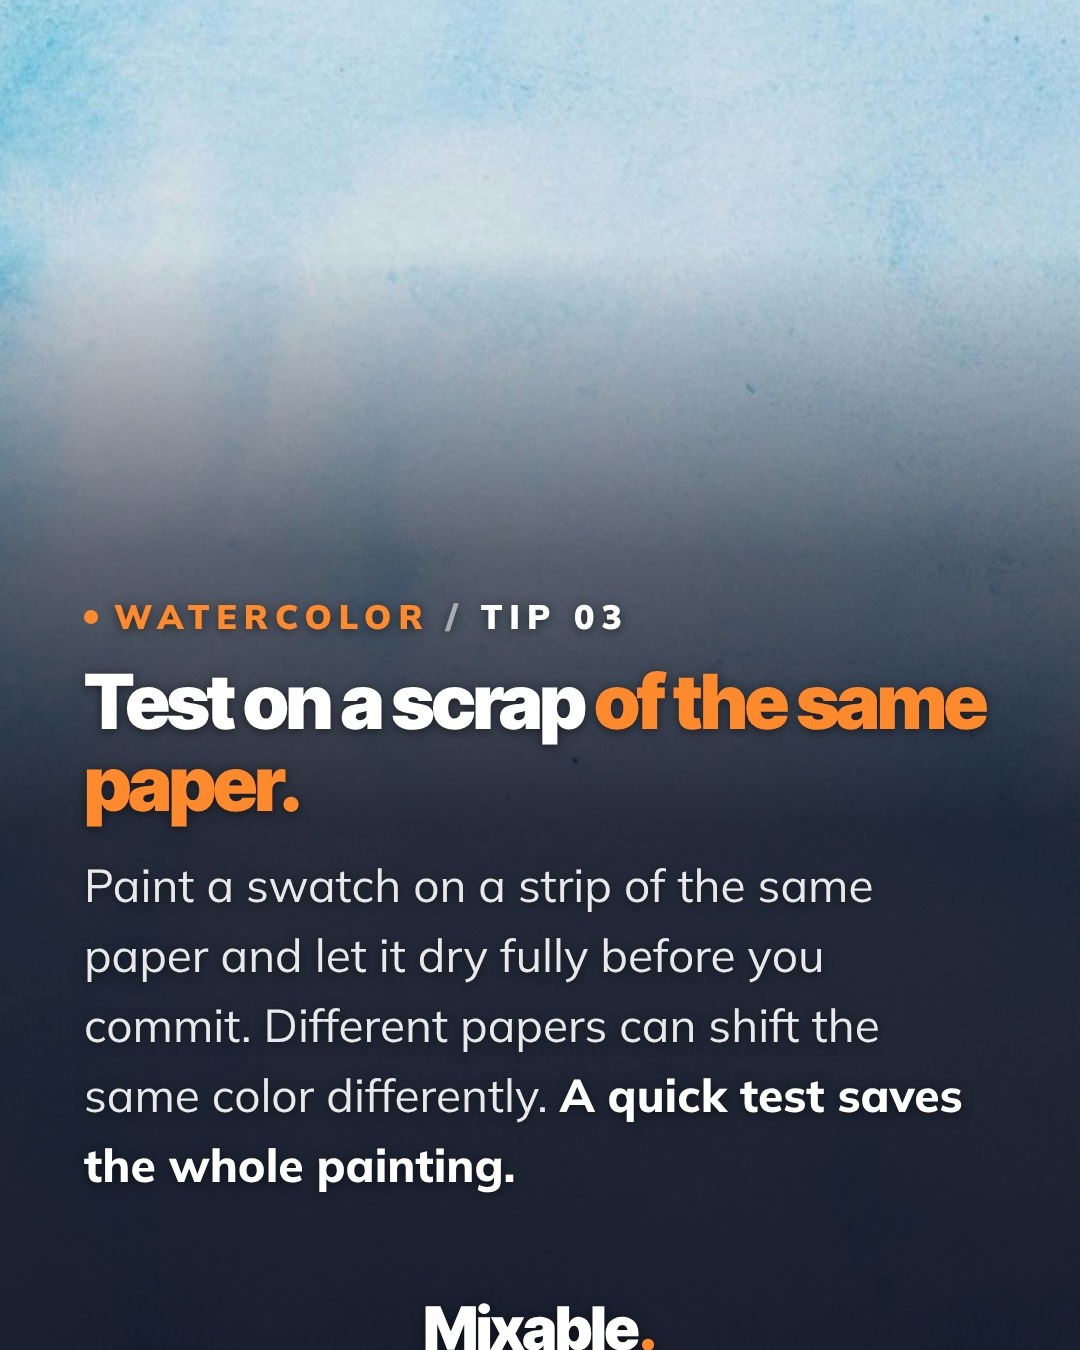 • WATERCOLOR / TIP 03
Test on a scrap of the same
paper.
Paint a swatch on a strip of the same
paper and let it dry fully before you
commit. Different papers can shift the
same color differently. A quick test saves
the whole painting.
Mixable.